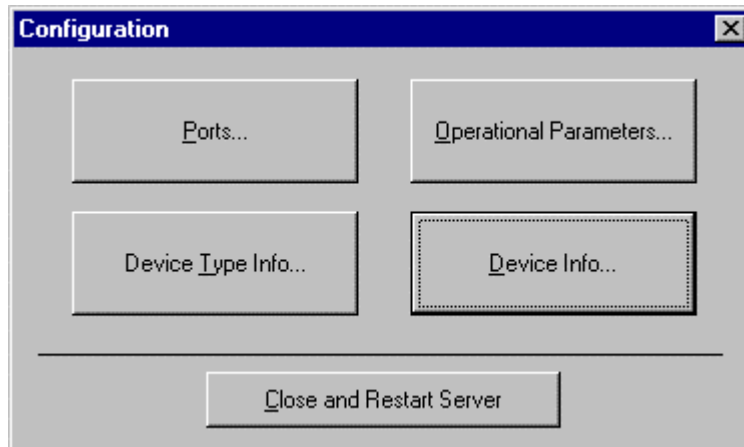 Configuration
Ports...
Operational Parameters...
Device Type Info...
Device Info...
Close and Restart Server